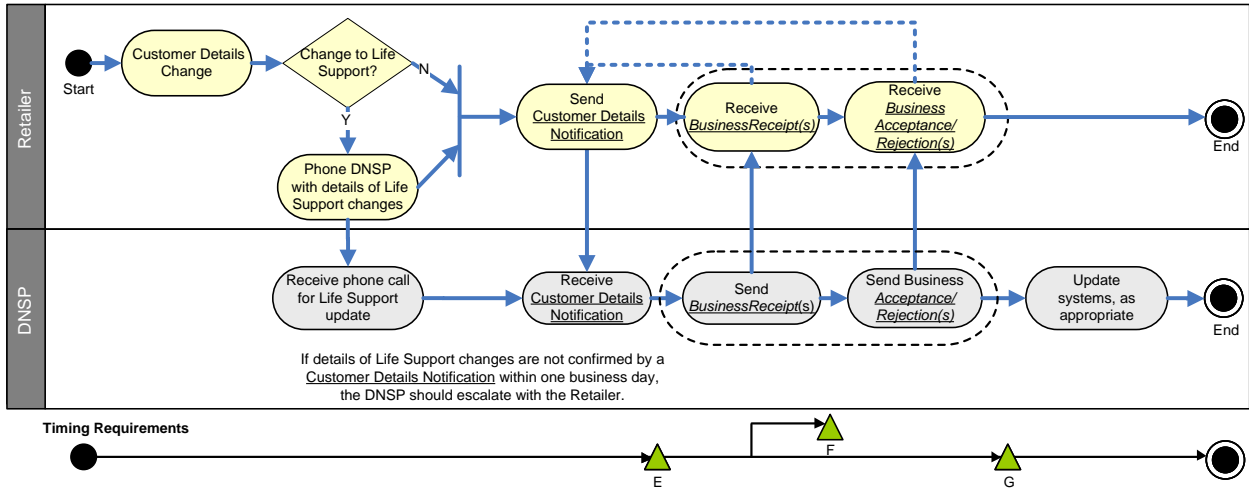 Retailer
Start
Customer Details
Change
Change to Life
Support?
N
Y
Phone DNSP
with details of Life
Support changes
Send
Customer Details
Notification
Receive
BusinessReceipt(s)
Receive
Business
Acceptance/
Rejection(s)
End
DNSP
Receive phone call
for Life Support
update
Receive
Customer Details
Notification
Send
BusinessReceipt(s)
Send Business
Acceptance/
Rejection(s)
Update
systems, as
appropriate
End
If details of Life Support changes are not confirmed by a
Customer Details Notification within one business day,
the DNSP should escalate with the Retailer.
Timing Requirements
E
F
G